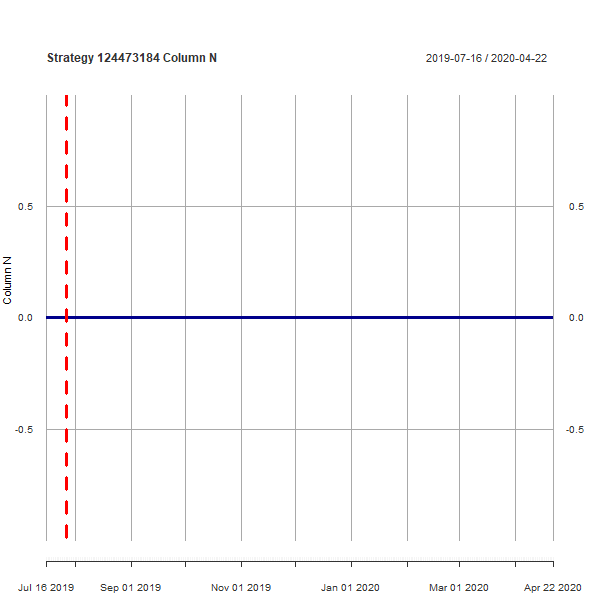 Strategy 124473184 Column N
2019-07-16 / 2020-04-22
0.5
0.5
Column N
0.0
0.0
-0.5
-0.5
Jul 16 2019
Sep 01 2019
Nov 01 2019
Jan 01 2020
Mar 01 2020
Apr 22 2020